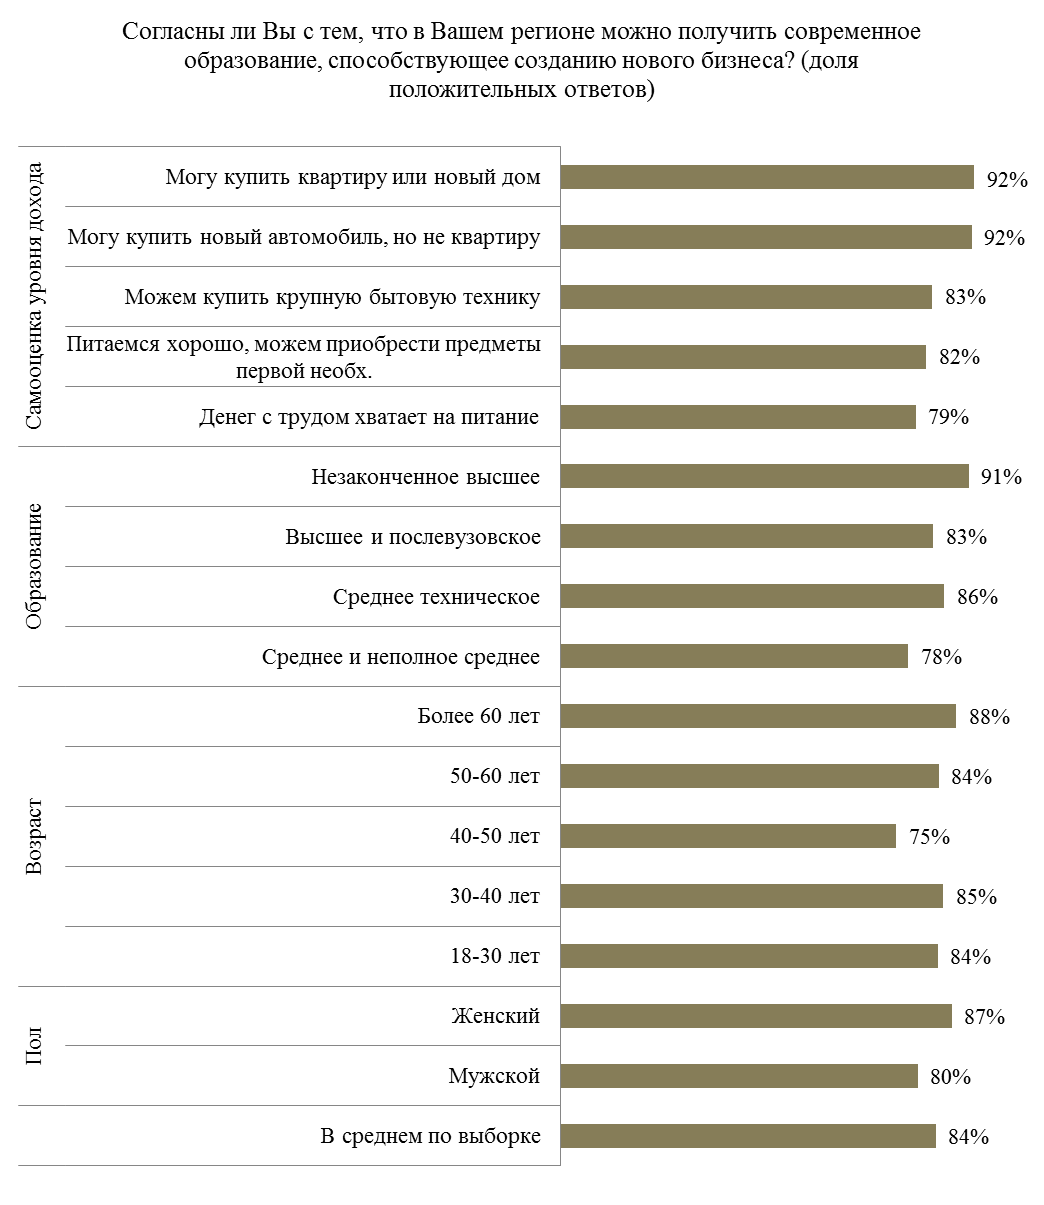 Согласны ли Вы с тем, что в Вашем регионе можно получить современное
образование, способствующее созданию нового бизнеса? (доля
положительных ответов)
Самооценка уровня дохода
Могу купить квартиру или новый дом 92%
Могу купить новый автомобиль, но не квартиру 92%
Можем купить крупную бытовую технику 83%
Питаемся хорошо, можем приобрести предметы
первой необх. 82%
Денег с трудом хватает на питание 79%
Образование
Незаконченное высшее 91%
Высшее и послевузовское 83%
Среднее техническое 86%
Среднее и неполное среднее 78%
Возраст
Более 60 лет 88%
50-60 лет 84%
40-50 лет 75%
30-40 лет 85%
18-30 лет 84%
Пол
Женский 87%
Мужской 80%
В среднем по выборке 84%